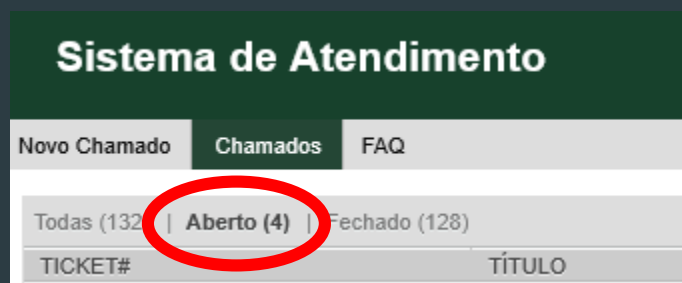 Sistema de Atendimento
Novo Chamado Chamados FAQ
Todas (132) | Aberto (4) | Fechado (128)
TICKET# TÍTULO